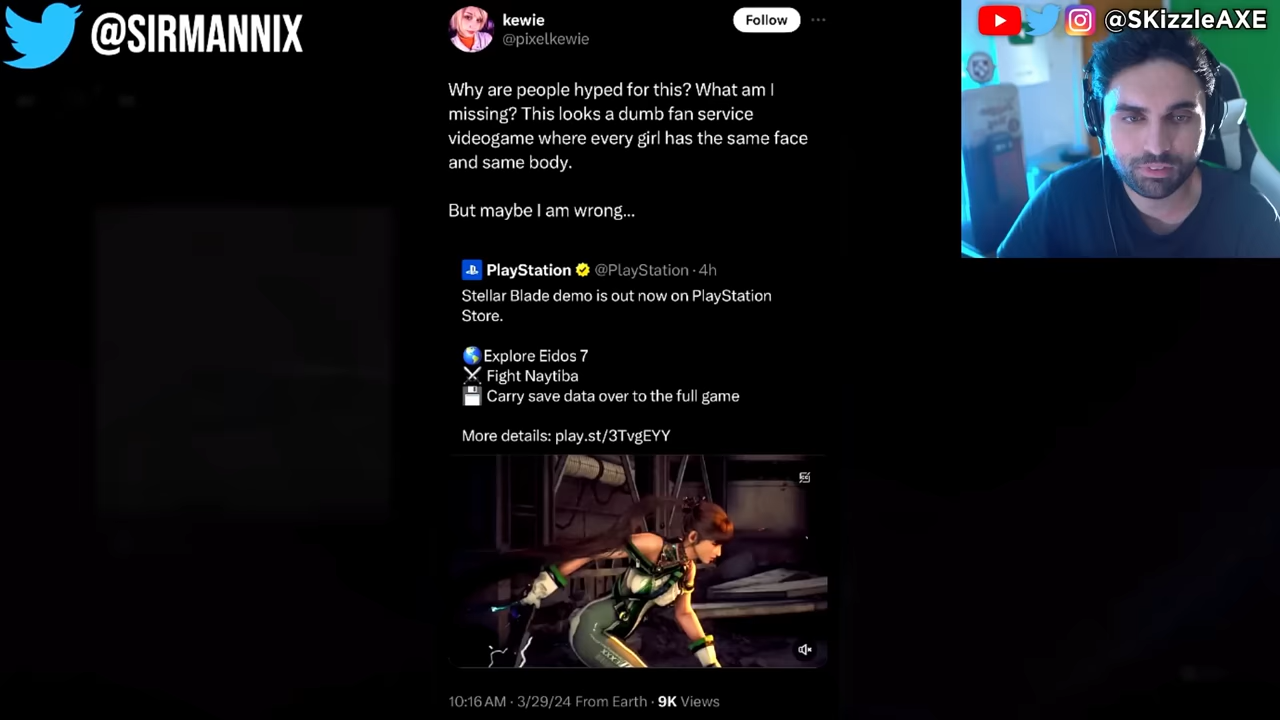 @SIRMANNIX
@SKizzleAXE
kewie
@pixelkewie
Follow
Why are people hyped for this? What am I
missing? This looks a dumb fan service
videogame where every girl has the same face
and same body.
But maybe I am wrong...
PlayStation @PlayStation · 4h
Stellar Blade demo is out now on PlayStation
Store.
Explore Eidos 7
Fight Naytiba
Carry save data over to the full game
More details: play.st/3TvgEYY
10:16 AM · 3/29/24 From Earth · 9K Views